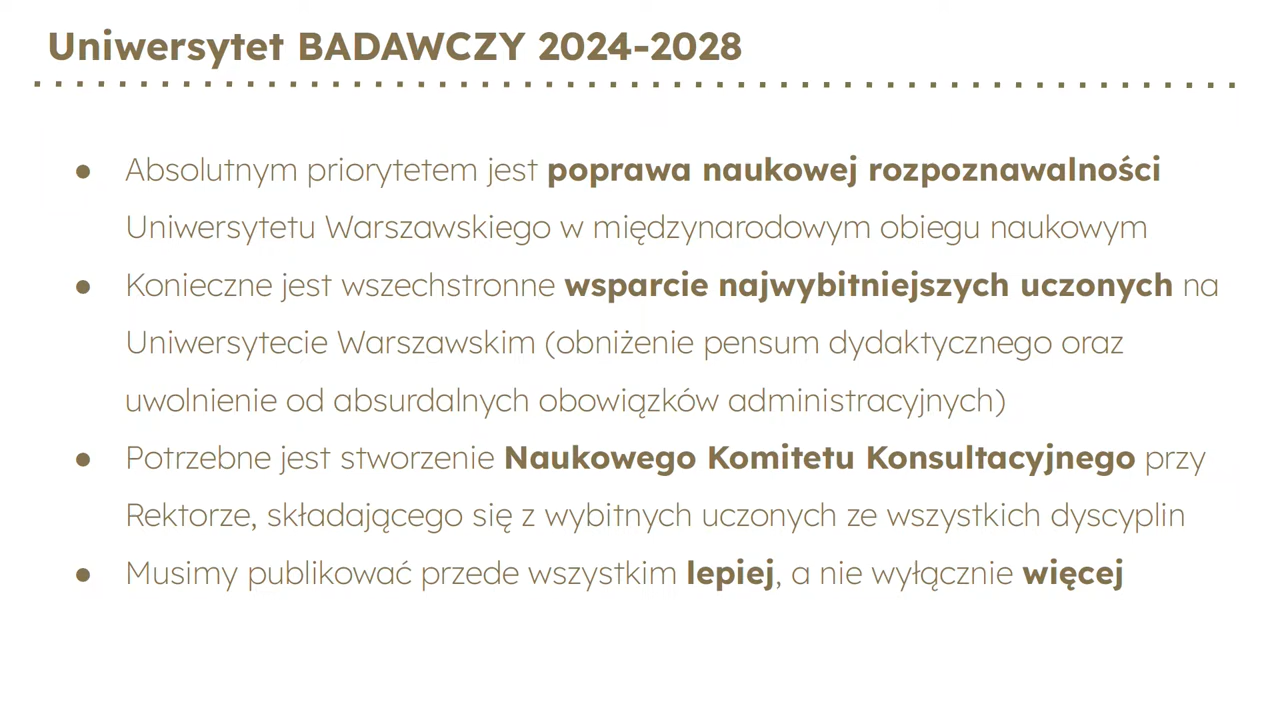 Uniwersytet BADAWCZY 2024-2028
● Absolutnym priorytetem jest poprawa naukowej rozpoznawalności
Uniwersytetu Warszawskiego w międzynarodowym obiegu naukowym
● Konieczne jest wszechstronne wsparcie najwybitniejszych uczonych na
Uniwersytecie Warszawskim (obniżenie pensum dydaktycznego oraz
uwolnienie od absurdalnych obowiązków administracyjnych)
● Potrzebne jest stworzenie Naukowego Komitetu Konsultacyjnego przy
Rektorze, składającego się z wybitnych uczonych ze wszystkich dyscyplin
● Musimy publikować przede wszystkim lepiej, a nie wyłącznie więcej